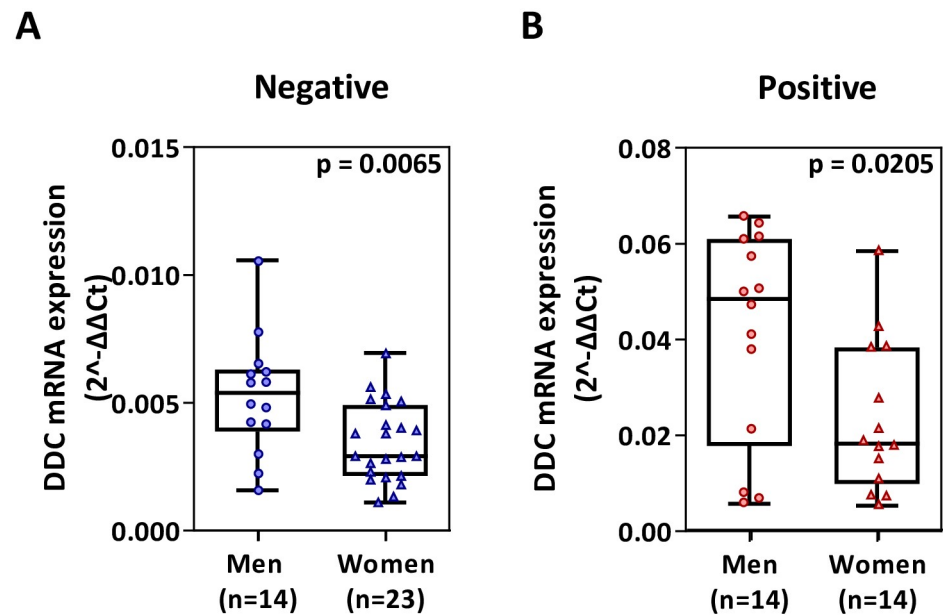 A
B
Negative
Positive
p = 0.0065
p = 0.0205
DDC mRNA expression
(2^-ΔΔCt)
0.015
0.010
0.005
0.000
Men
(n=14)
Women
(n=23)
DDC mRNA expression
(2^-ΔΔCt)
0.08
0.06
0.04
0.02
0.00
Men
(n=14)
Women
(n=14)